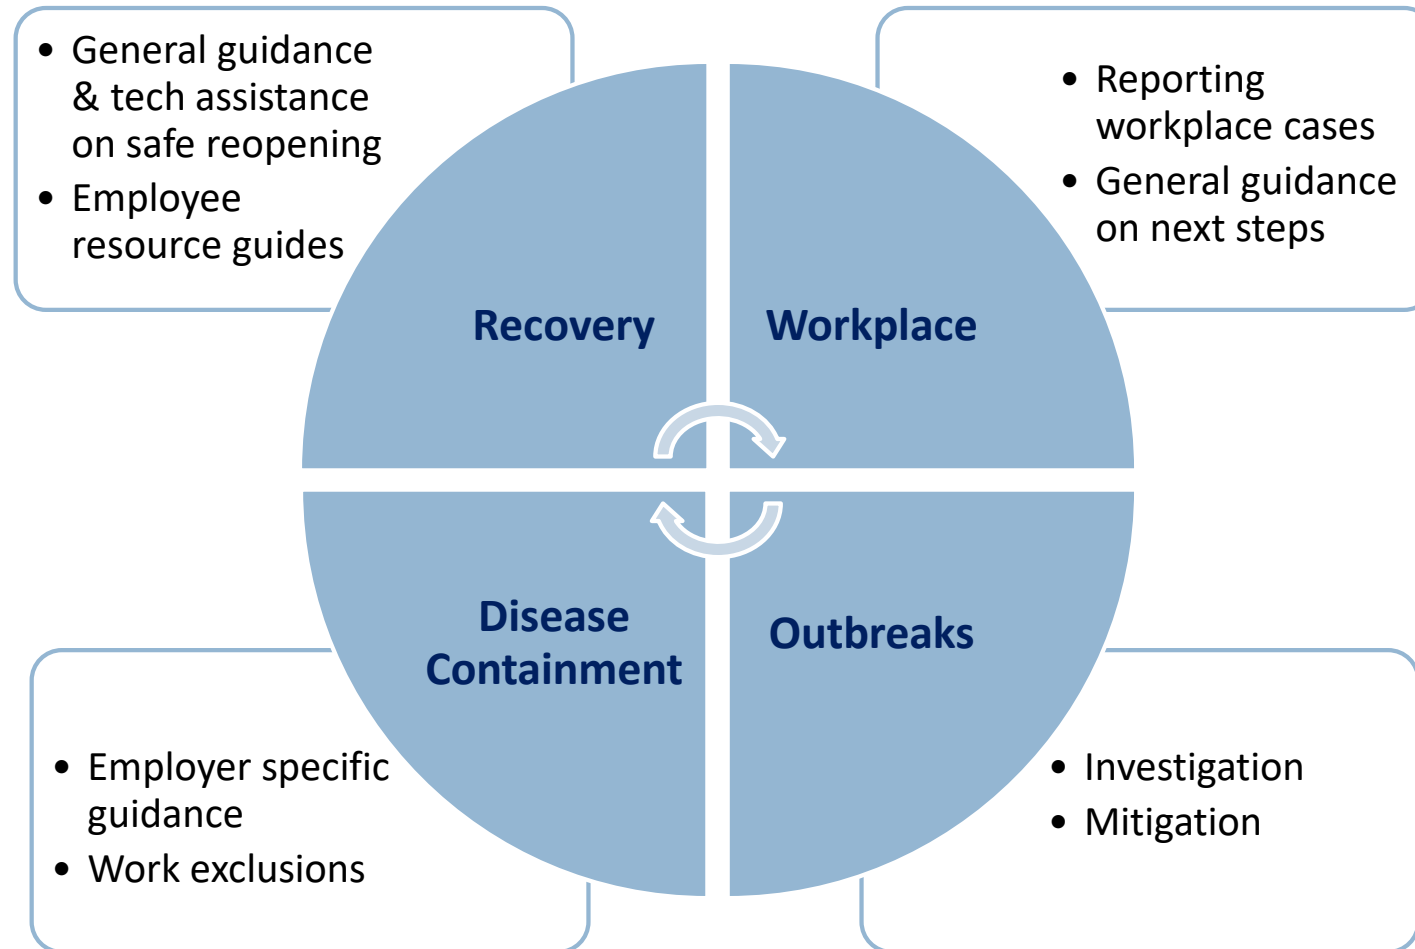 • General guidance
& tech assistance
on safe reopening
• Employee
resource guides
• Reporting
workplace cases
• General guidance
on next steps
Recovery
Workplace
Disease
Containment
Outbreaks
• Employer specific
guidance
• Work exclusions
• Investigation
• Mitigation